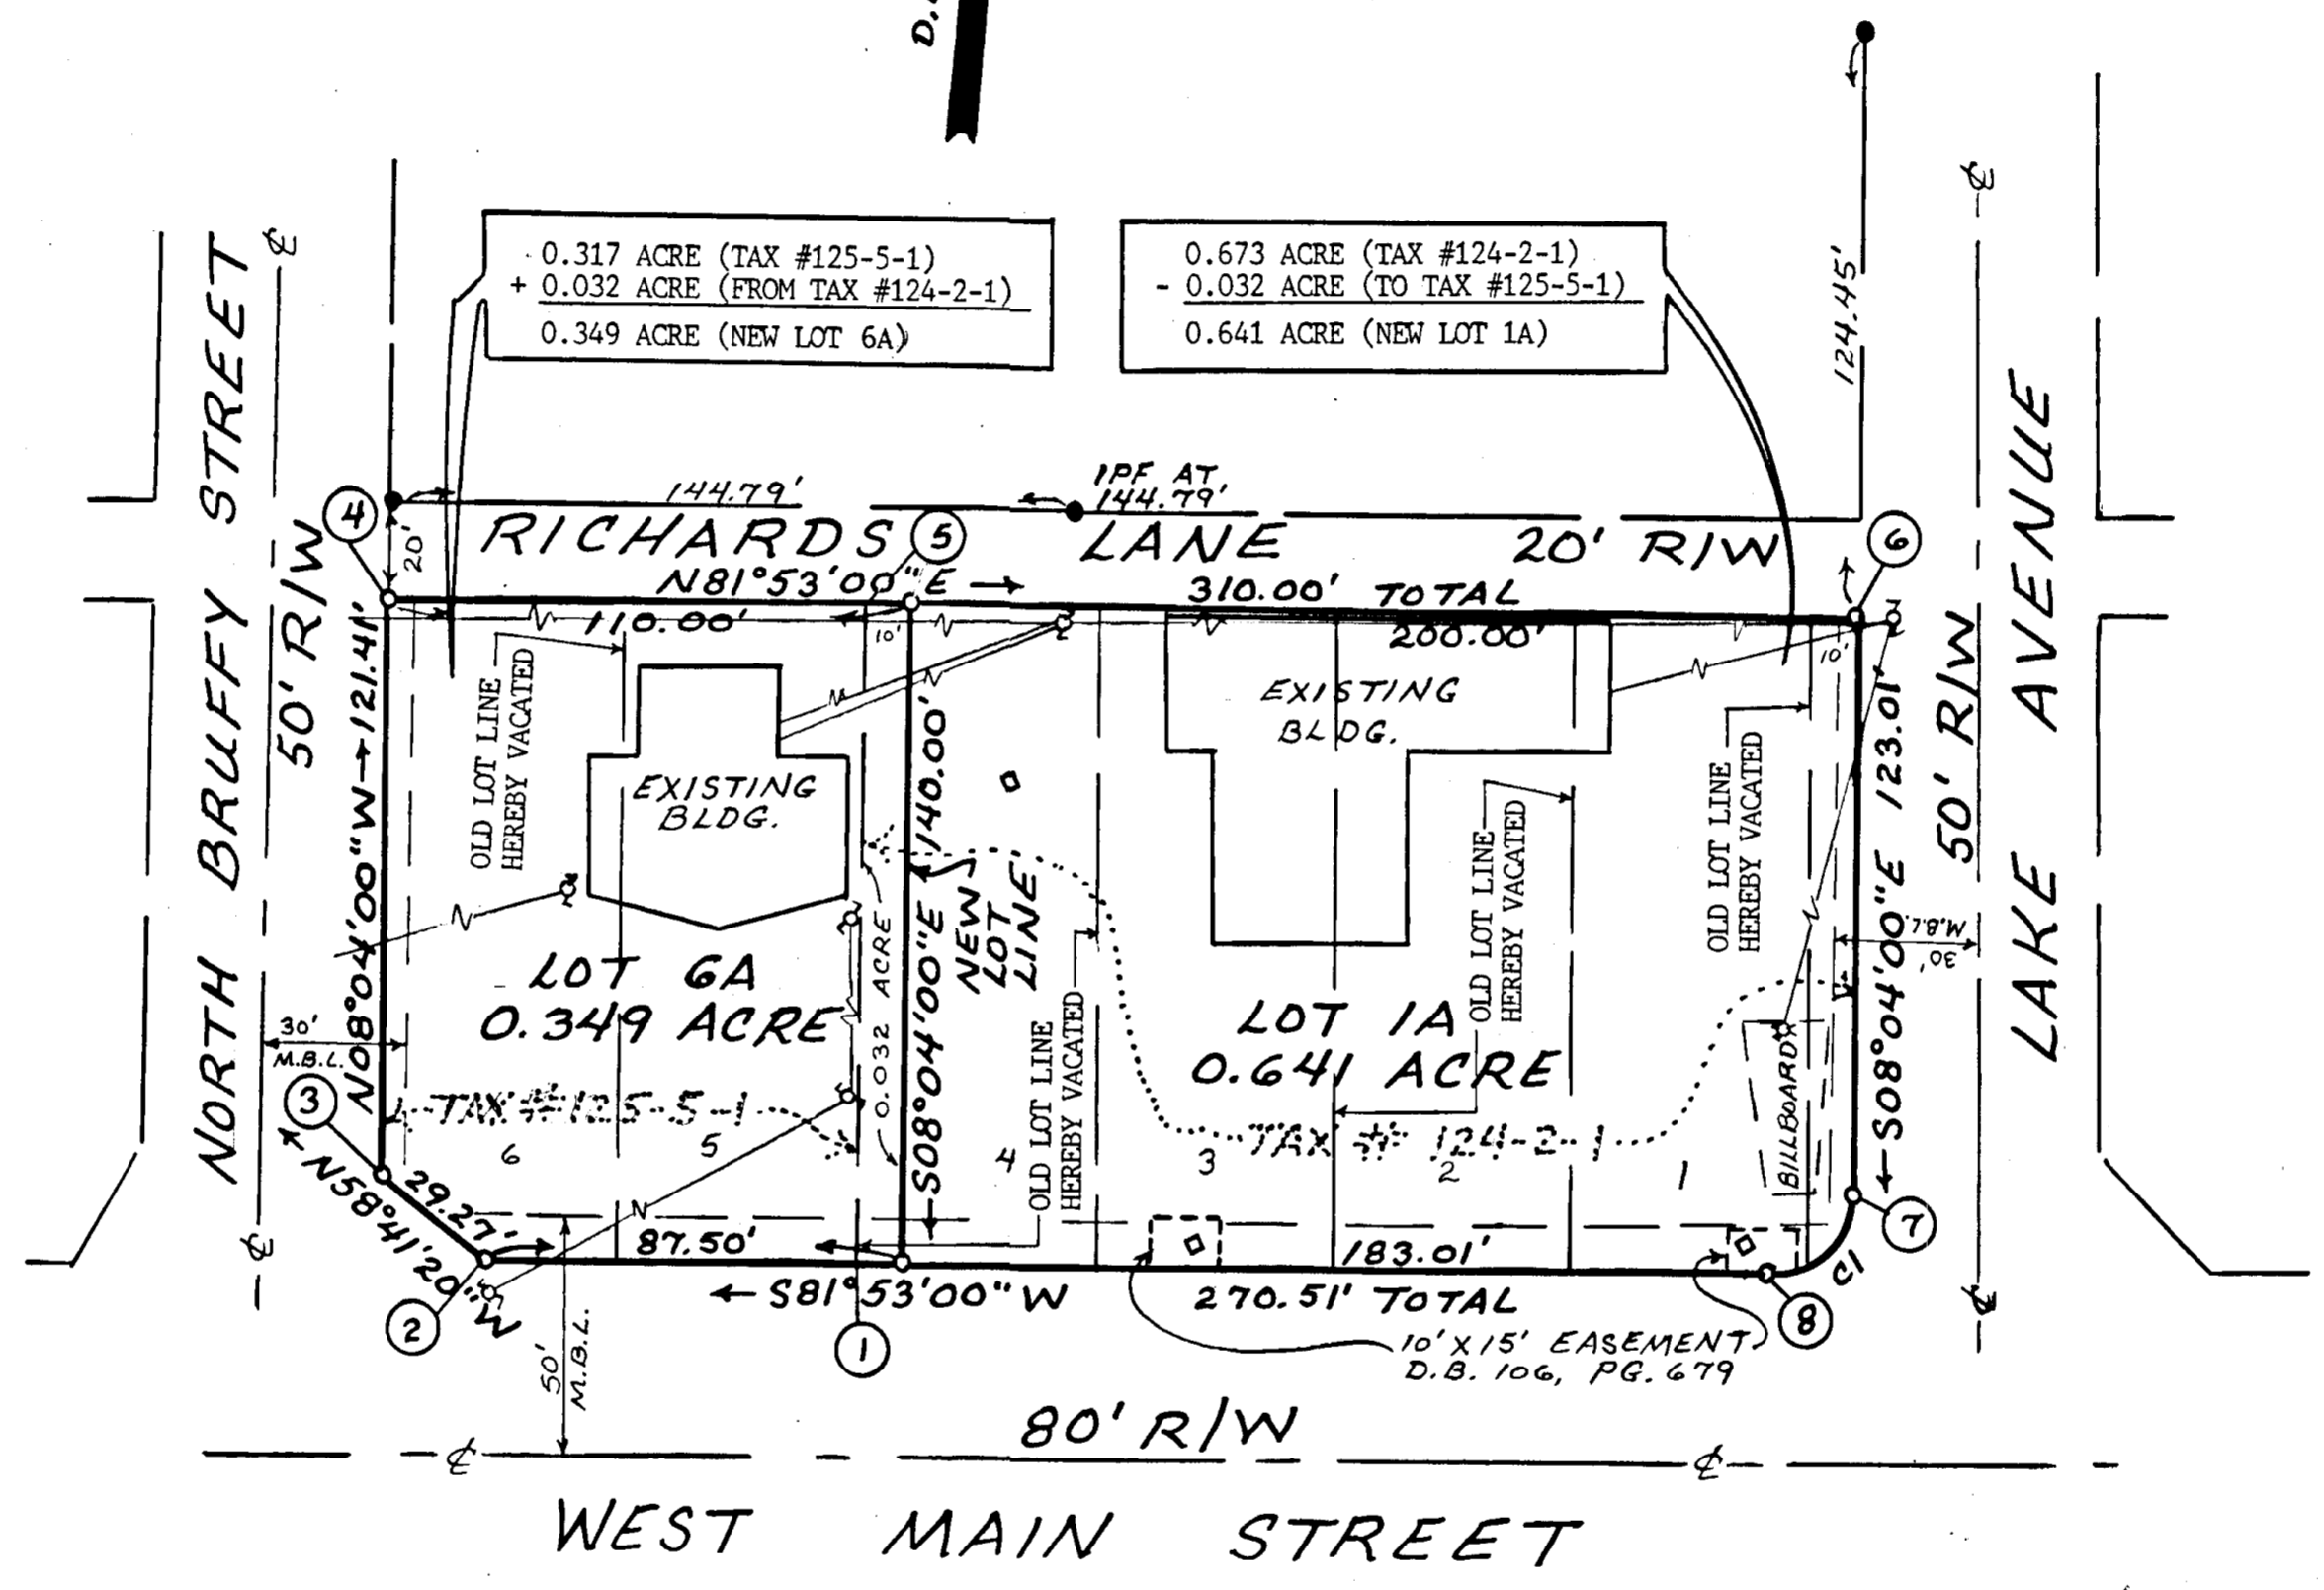 D.
0.317 ACRE (TAX #125-5-1)
+ 0.032 ACRE (FROM TAX #124-2-1)
0.349 ACRE (NEW LOT 6A)
0.673 ACRE (TAX #124-2-1)
- 0.032 ACRE (TO TAX #125-5-1)
0.641 ACRE (NEW LOT 1A)
124.45'
NORTH BRUFFY STREET
50' R/W
LAKE AVENUE
50' R/W
144.79'
IPF AT
144.79'
RICHARDS LANE 20' R/W
20'
4
5
6
N81°53'00"E → 310.00' TOTAL
110.00'
200.00'
10'
10'
N08°04'00"W→121.41'
OLD LOT LINE
HEREBY VACATED
EXISTING
BLDG.
EXISTING
BLDG.
←S08°04'00"E 140.00'
NEW
LOT
LINE
0.032 ACRE
OLD LOT LINE
HEREBY VACATED
OLD LOT LINE
HEREBY VACATED
OLD LOT LINE
HEREBY VACATED
←S08°04'00"E 123.01'
30'
M.B.L.
LOT 6A
0.349 ACRE
LOT 1A
0.641 ACRE
30'
M.B.L.
TAX #125-5-1
TAX # 124-2-1
6
5
4
3
2
1
BILLBOARD
3
N58°41'20"W
29.27'
87.50'
183.01'
C1
7
←S81°53'00"W
270.51' TOTAL
2
1
8
50'
M.B.L.
10'X15' EASEMENT
D.B. 106, PG. 679
80' R/W
WEST MAIN STREET